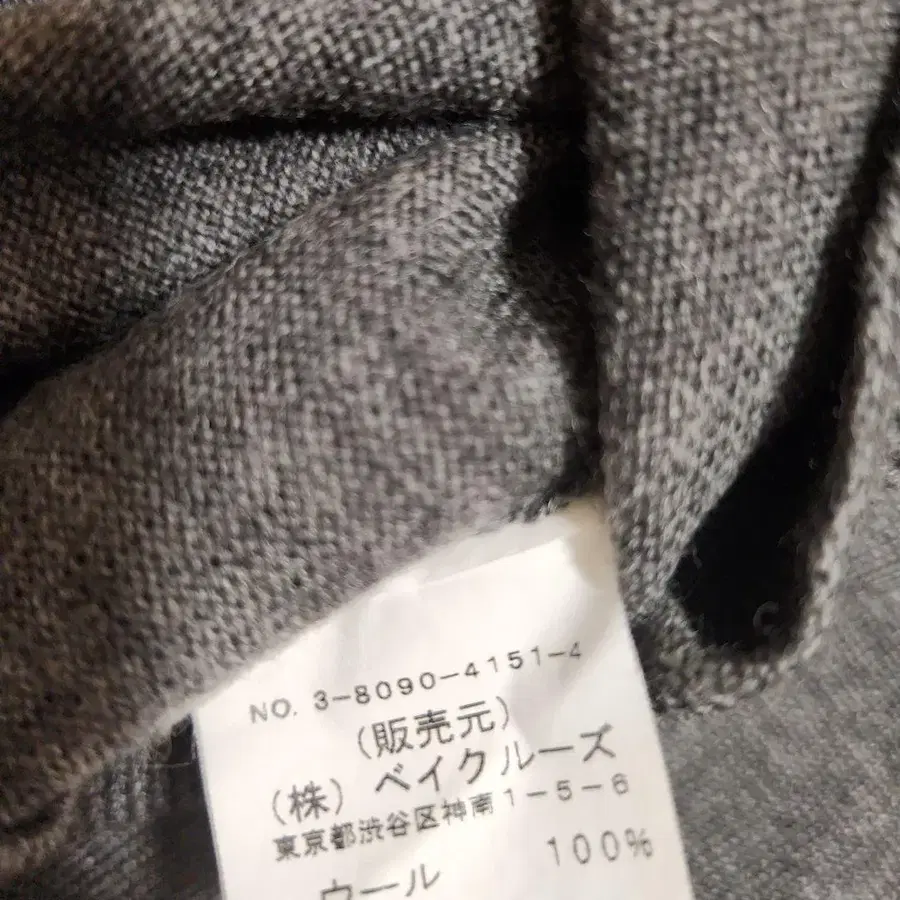 NO. 3-8090-4151-4
(販売元)
(株) ベイクルーズ
東京都渋谷区神南1-5-6
ウール 100%